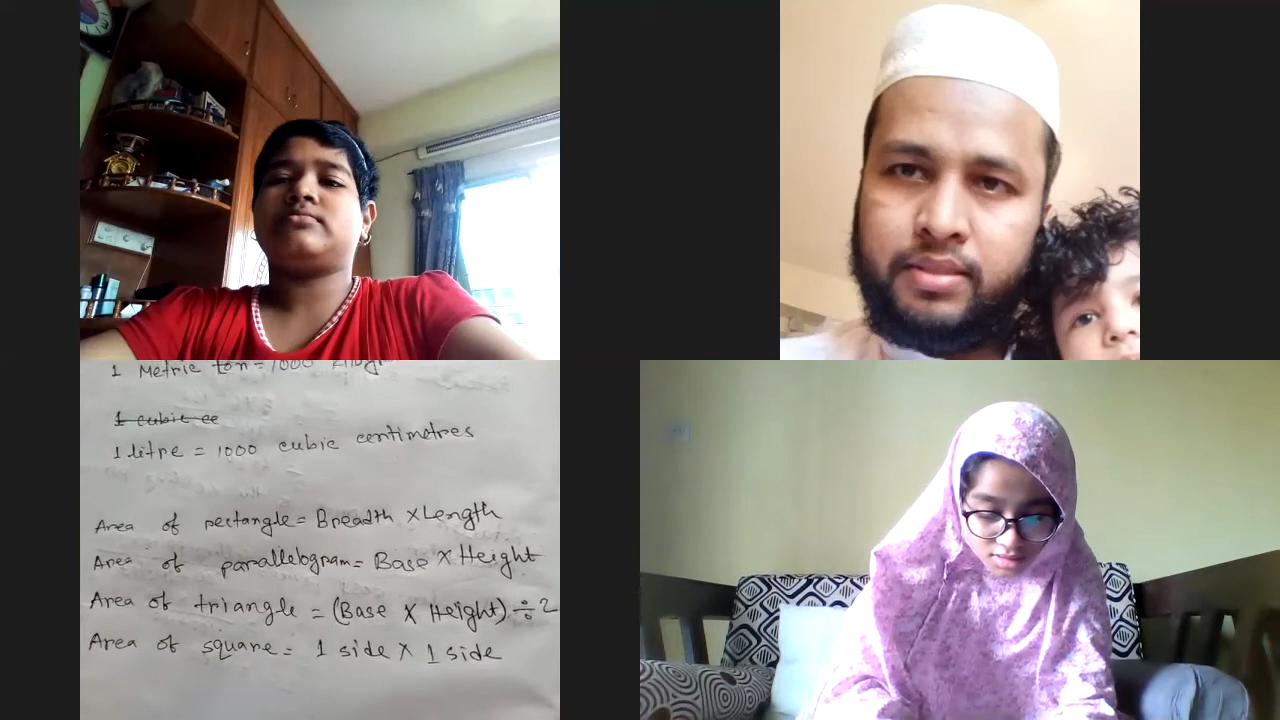 1 Metric ton = 1000
1 cubic ce
1 litre = 1000 cubic centimetres
Area of rectangle = Breadth X Length
Area of parallelogram = Base X Height
Area of triangle = (Base X Height) ÷ 2
Area of square = 1 side X 1 side